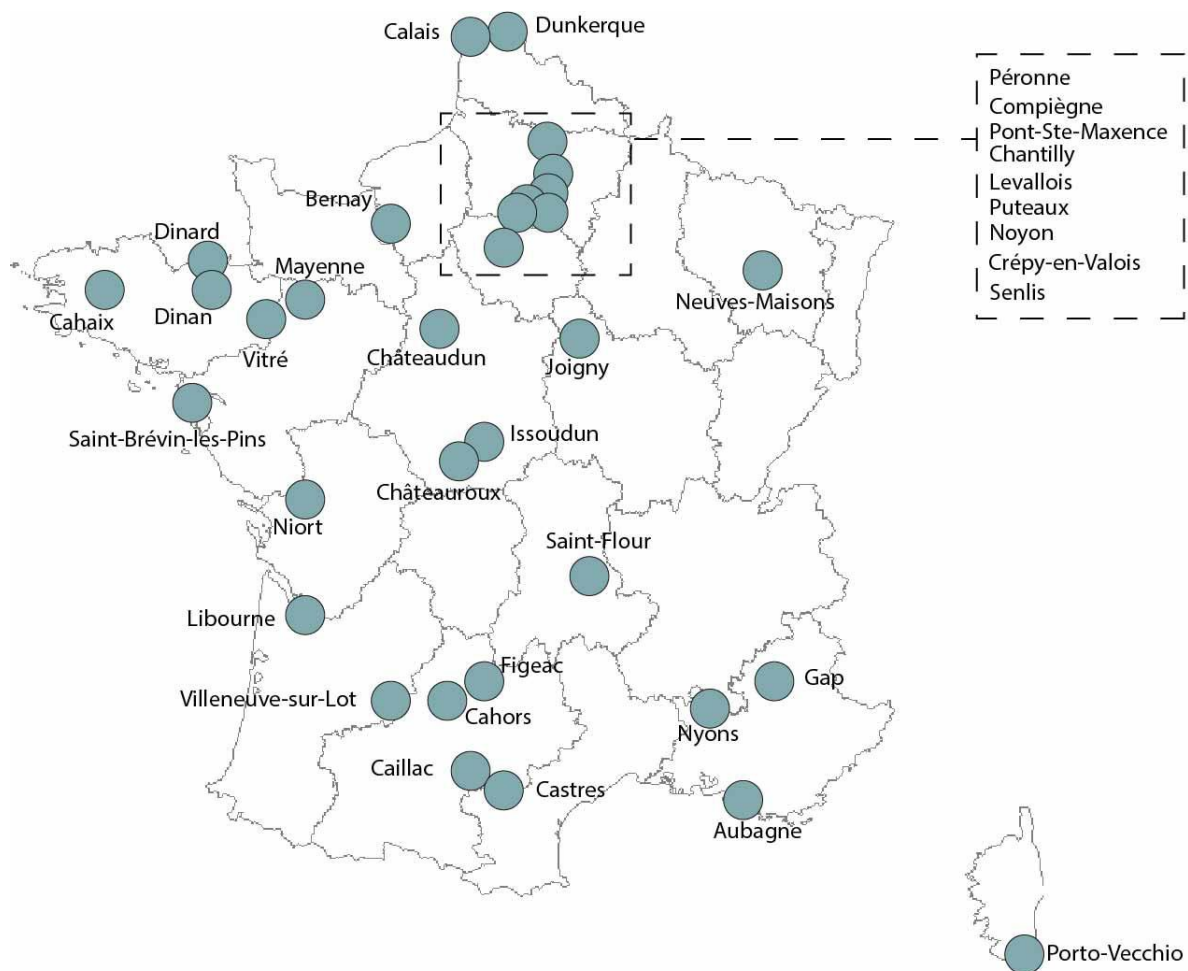 Calais
Dunkerque
Péronne
Compiègne
Pont-Ste-Maxence
Chantilly
Levallois
Puteaux
Noyon
Crépy-en-Valois
Senlis
Bernay
Dinard
Mayenne
Neuves-Maisons
Cahaix
Dinan
Vitré
Châteaudun
Joigny
Saint-Brévin-les-Pins
Issoudun
Châteauroux
Niort
Saint-Flour
Libourne
Figeac
Gap
Villeneuve-sur-Lot
Cahors
Nyons
Caillac
Castres
Aubagne
Porto-Vecchio